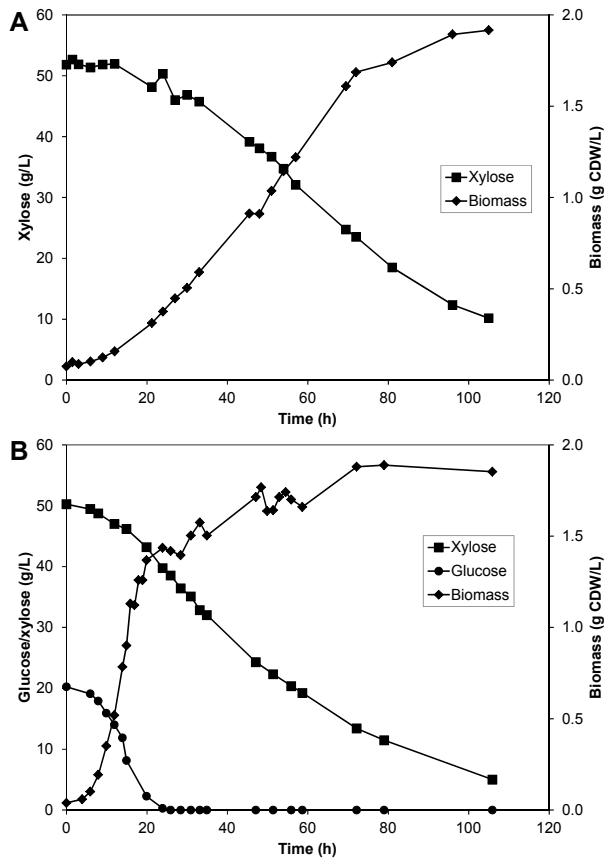 A
60
50
40
30
20
10
0
2.0
1.5
1.0
0.5
0.0
0 20 40 60 80 100 120
Xylose (g/L)
Biomass (g CDW/L)
Time (h)
Xylose
Biomass
B
60
50
40
30
20
10
0
2.0
1.5
1.0
0.5
0.0
0 20 40 60 80 100 120
Glucose/xylose (g/L)
Biomass (g CDW/L)
Time (h)
Xylose
Glucose
Biomass